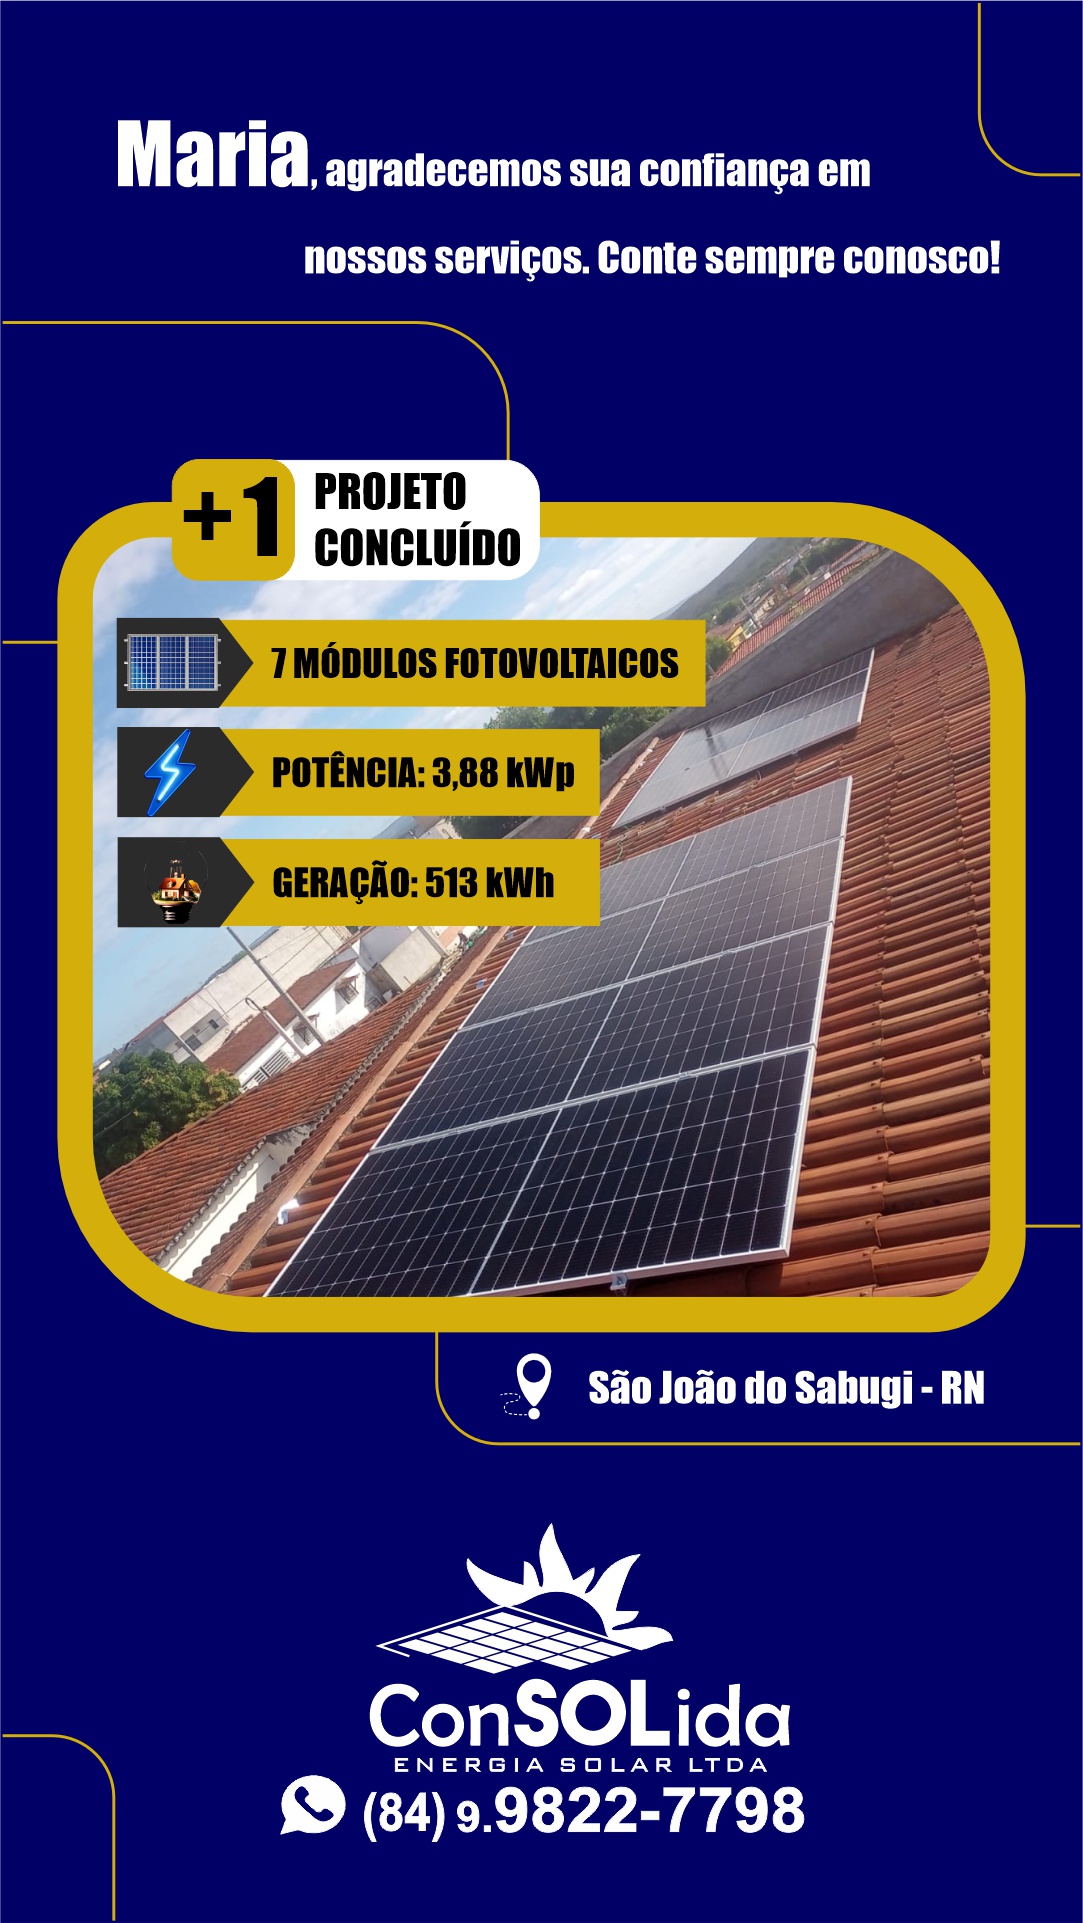 Maria, agradecemos sua confiança em
nossos serviços. Conte sempre conosco!
+1 PROJETO
CONCLUÍDO
7 MÓDULOS FOTOVOLTAICOS
POTÊNCIA: 3,88 kWp
GERAÇÃO: 513 kWh
São João do Sabugi - RN
ConSOLida
ENERGIA SOLAR LTDA
(84) 9.9822-7798